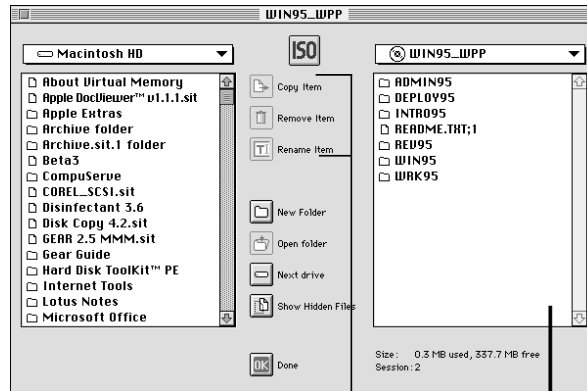 WIN95_WPP
Macintosh HD
ISO
WIN95_WPP
About Virtual Memory
Apple DocViewer™ v1.1.1.sit
Apple Extras
Archive folder
Archive.sit.1 folder
Beta3
CompuServe
COREL_SCSI.sit
Disinfectant 3.6
Disk Copy 4.2.sit
GEAR 2.5 MMM.sit
Gear Guide
Hard Disk ToolKit™ PE
Internet Tools
Lotus Notes
Microsoft Office
Copy Item
Remove Item
Rename Item
New Folder
Open folder
Next drive
Show Hidden Files
OK Done
ADMIN95
DEPLOY95
INTRO95
README.TXT;1
REV95
WIN95
WRK95
Size: 0.3 MB used, 337.7 MB free
Session: 2